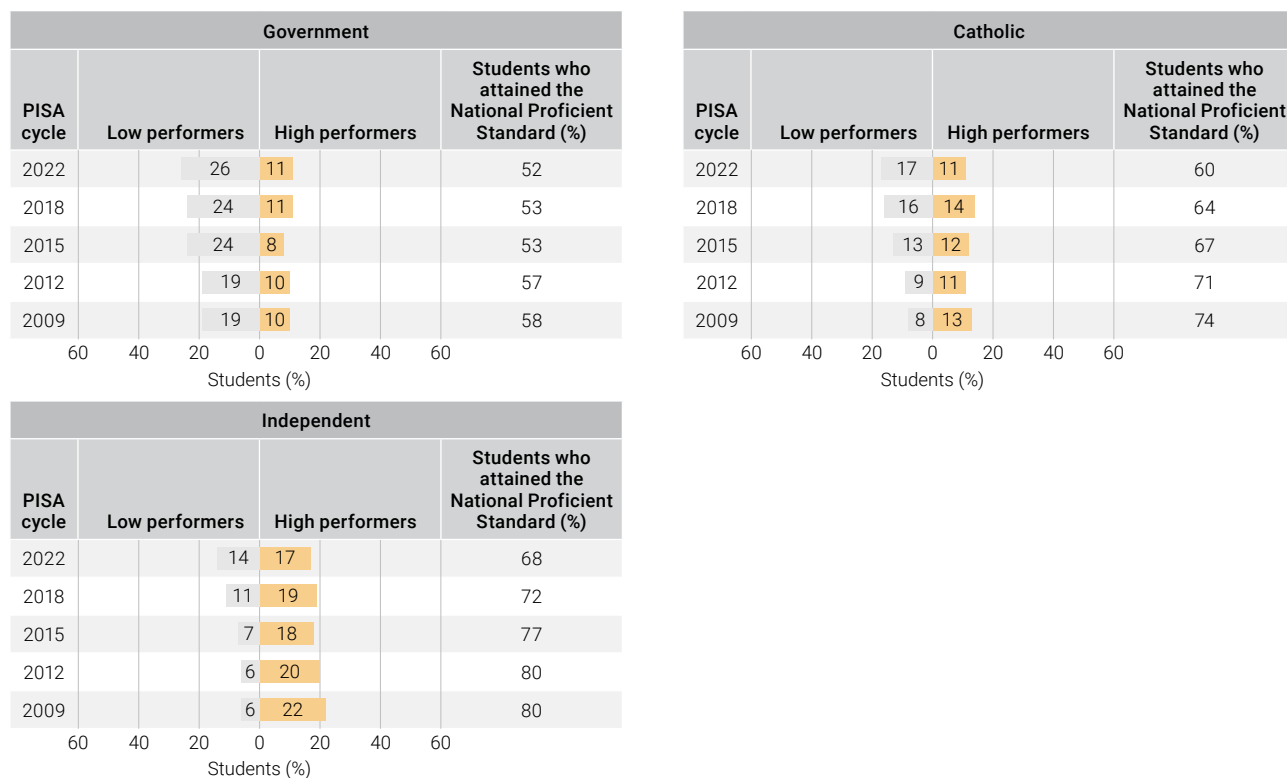 Government
PISA cycle Low performers High performers Students who attained the National Proficient Standard (%)
2022 26 11 52
2018 24 11 53
2015 24 8 53
2012 19 10 57
2009 19 10 58
60 40 20 0 20 40 60
Students (%)
Catholic
PISA cycle Low performers High performers Students who attained the National Proficient Standard (%)
2022 17 11 60
2018 16 14 64
2015 13 12 67
2012 9 11 71
2009 8 13 74
60 40 20 0 20 40 60
Students (%)
Independent
PISA cycle Low performers High performers Students who attained the National Proficient Standard (%)
2022 14 17 68
2018 11 19 72
2015 7 18 77
2012 6 20 80
2009 6 22 80
60 40 20 0 20 40 60
Students (%)